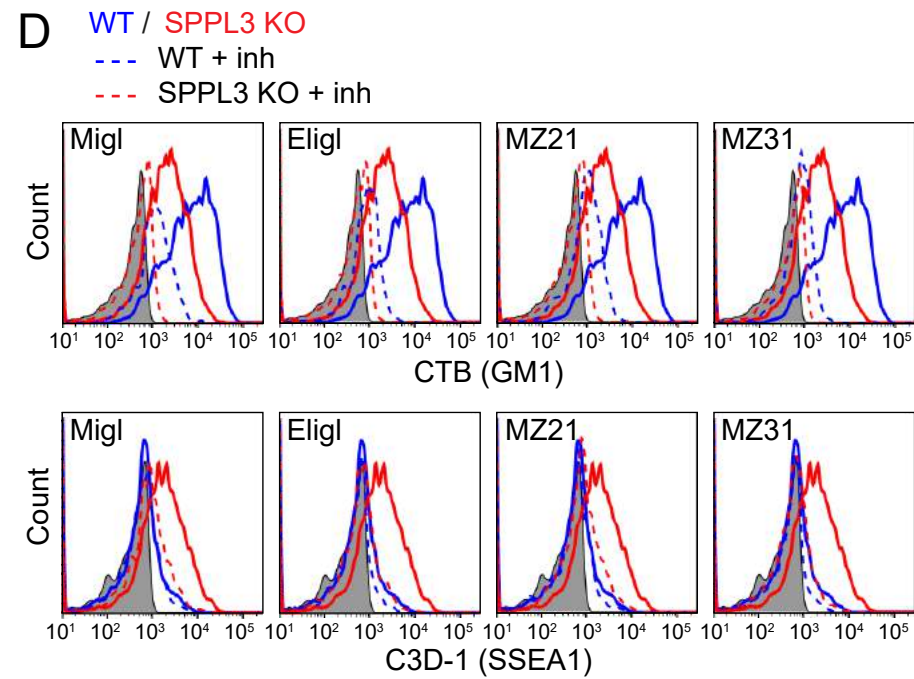 D
WT / SPPL3 KO
--- WT + inh
--- SPPL3 KO + inh
Migl Eligl MZ21 MZ31
Count
10¹ 10² 10³ 10⁴ 10⁵ 10¹ 10² 10³ 10⁴ 10⁵ 10¹ 10² 10³ 10⁴ 10⁵ 10¹ 10² 10³ 10⁴ 10⁵
CTB (GM1)
Migl Eligl MZ21 MZ31
Count
10¹ 10² 10³ 10⁴ 10⁵ 10¹ 10² 10³ 10⁴ 10⁵ 10¹ 10² 10³ 10⁴ 10⁵ 10¹ 10² 10³ 10⁴ 10⁵
C3D-1 (SSEA1)